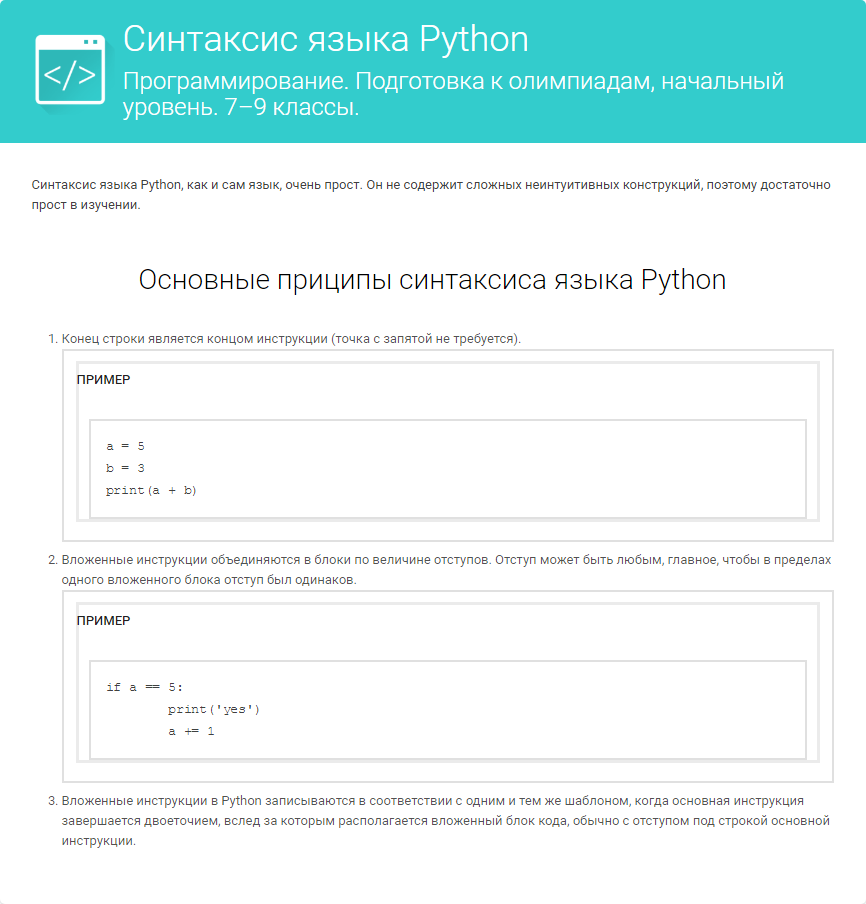 </>
Синтаксис языка Python
Программирование. Подготовка к олимпиадам, начальный
уровень. 7–9 классы.
Синтаксис языка Python, как и сам язык, очень прост. Он не содержит сложных неинтуитивных конструкций, поэтому достаточно
прост в изучении.
Основные приципы синтаксиса языка Python
1. Конец строки является концом инструкции (точка с запятой не требуется).
ПРИМЕР
a = 5
b = 3
print(a + b)
2. Вложенные инструкции объединяются в блоки по величине отступов. Отступ может быть любым, главное, чтобы в пределах
одного вложенного блока отступ был одинаков.
ПРИМЕР
if a == 5:
        print('yes')
        a += 1
3. Вложенные инструкции в Python записываются в соответствии с одним и тем же шаблоном, когда основная инструкция
завершается двоеточием, вслед за которым располагается вложенный блок кода, обычно с отступом под строкой основной
инструкции.